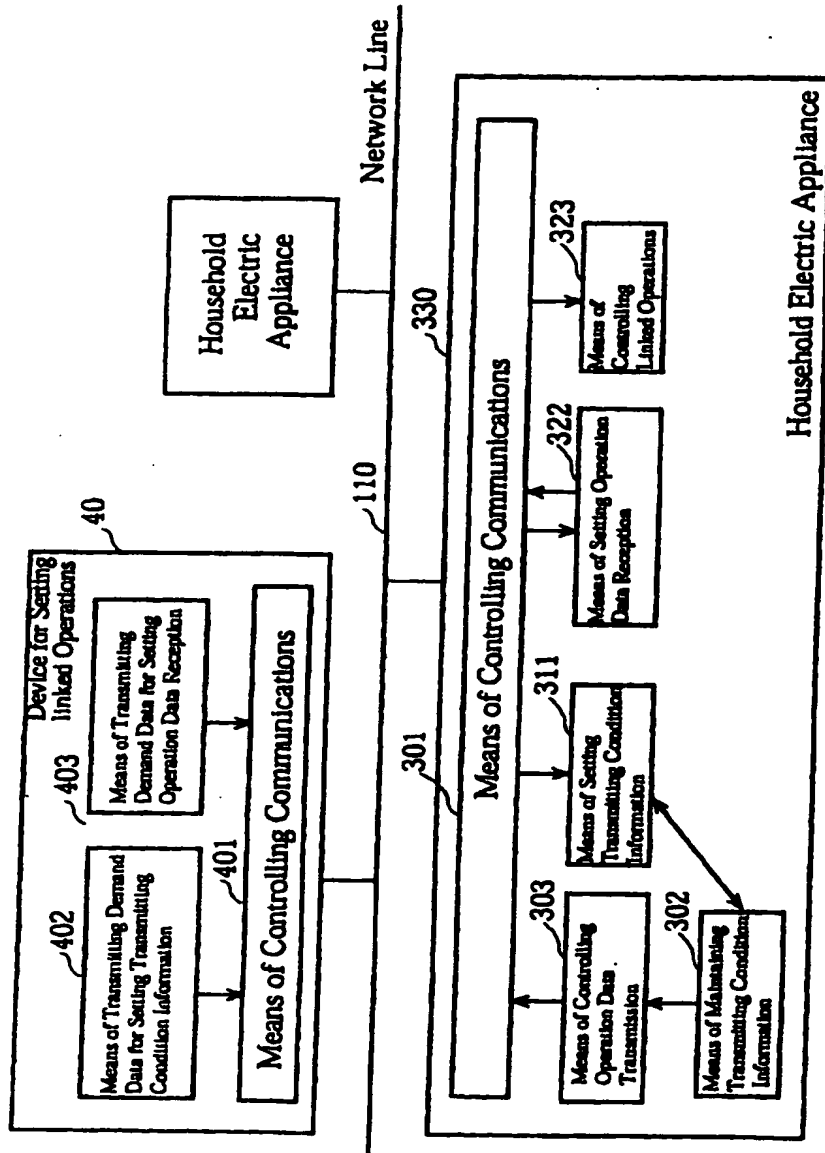 Device for Setting
linked Operations
40
402
Means of Transmitting Demand
Data for Setting Transmitting
Condition Information
403
Means of Transmitting
Demand Data for Setting
Operation Data Reception
401
Means of Controlling Communications
Household
Electric
Appliance
110
Network Line
330
301
Means of Controlling Communications
303
Means of Controlling
Operation Data
Transmission
311
Means of Setting
Transmitting Condition
Information
322
Means of Setting Operation
Data Reception
323
Means of
Controlling
Linked Operations
302
Means of Maintaining
Transmitting Condition
Information
Household Electric Appliance